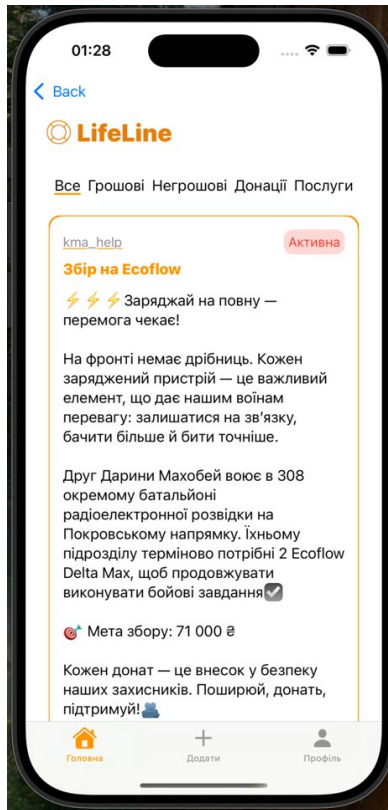 01:28
Back
LifeLine
Все Грошові Негрошові Донації Послуги
kma_help
Активна
Збір на Ecoflow
⚡⚡⚡Заряджай на повну —
перемога чекає!
На фронті немає дрібниць. Кожен
заряджений пристрій — це важливий
елемент, що дає нашим воїнам
перевагу: залишатися на зв’язку,
бачити більше й бити точніше.
Друг Дарини Махобей воює в 308
окремому батальйоні
радіоелектронної розвідки на
Покровському напрямку. Їхньому
підрозділу терміново потрібні 2 Ecoflow
Delta Max, щоб продовжувати
виконувати бойові завдання☑️
🎯 Мета збору: 71 000 ₴
Кожен донат — це внесок у безпеку
наших захисників. Поширюй, донать,
підтримуй!🫂
Головна
Додати
Профіль